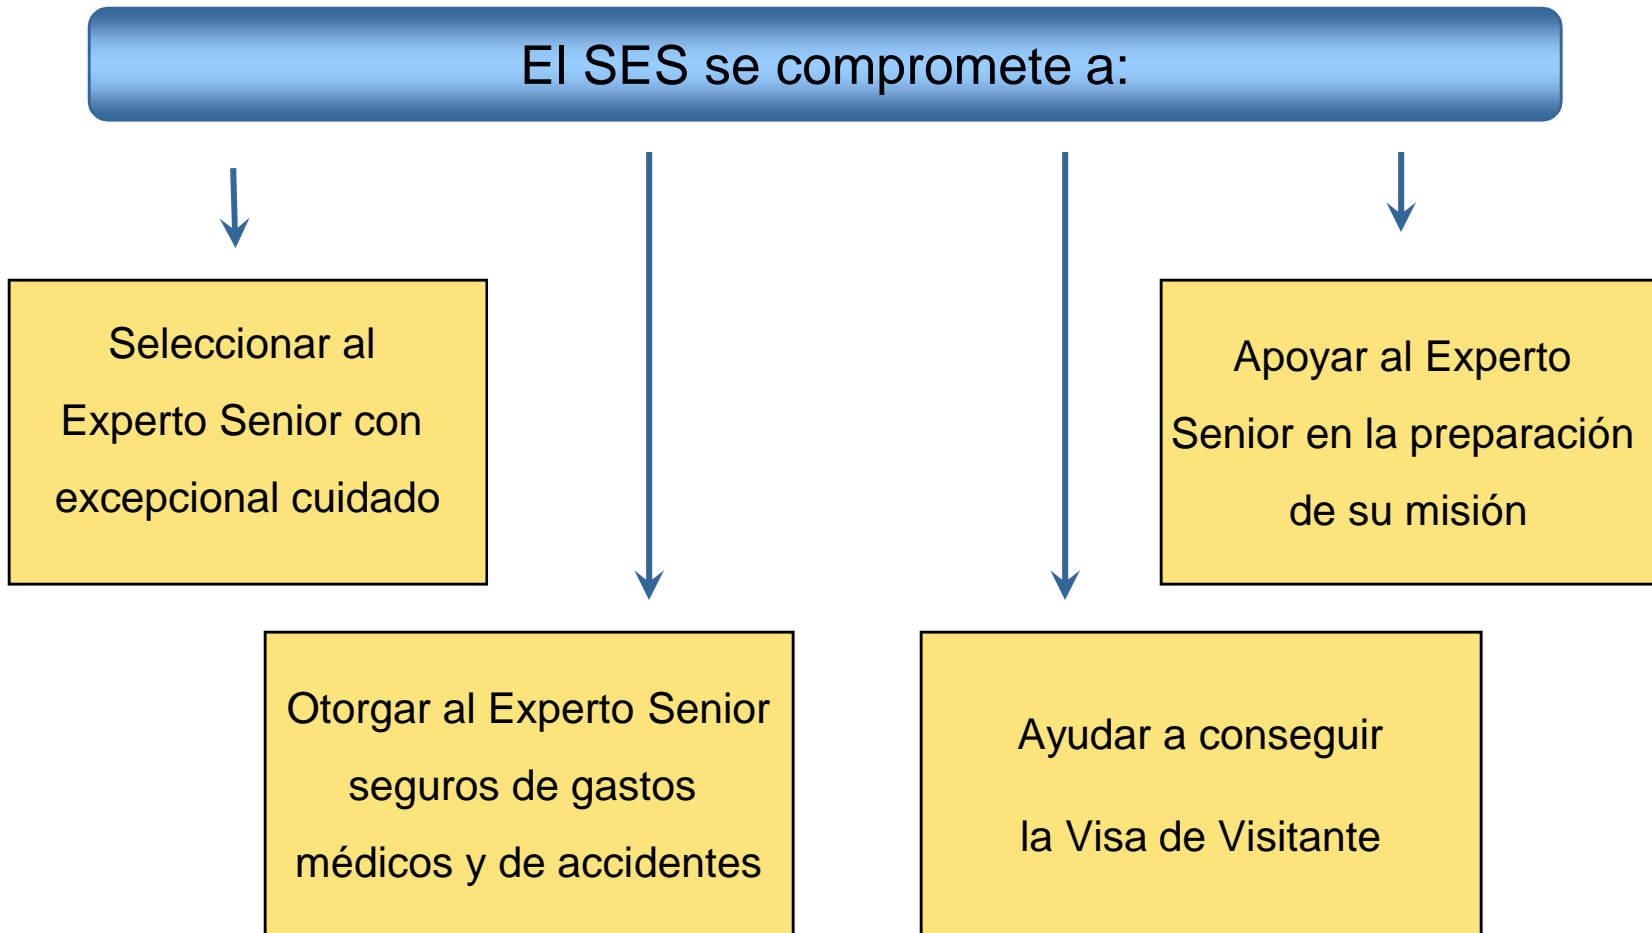 El SES se compromete a:
Seleccionar al
Experto Senior con
excepcional cuidado
Otorgar al Experto Senior
seguros de gastos
médicos y de accidentes
Ayudar a conseguir
la Visa de Visitante
Apoyar al Experto
Senior en la preparación
de su misión